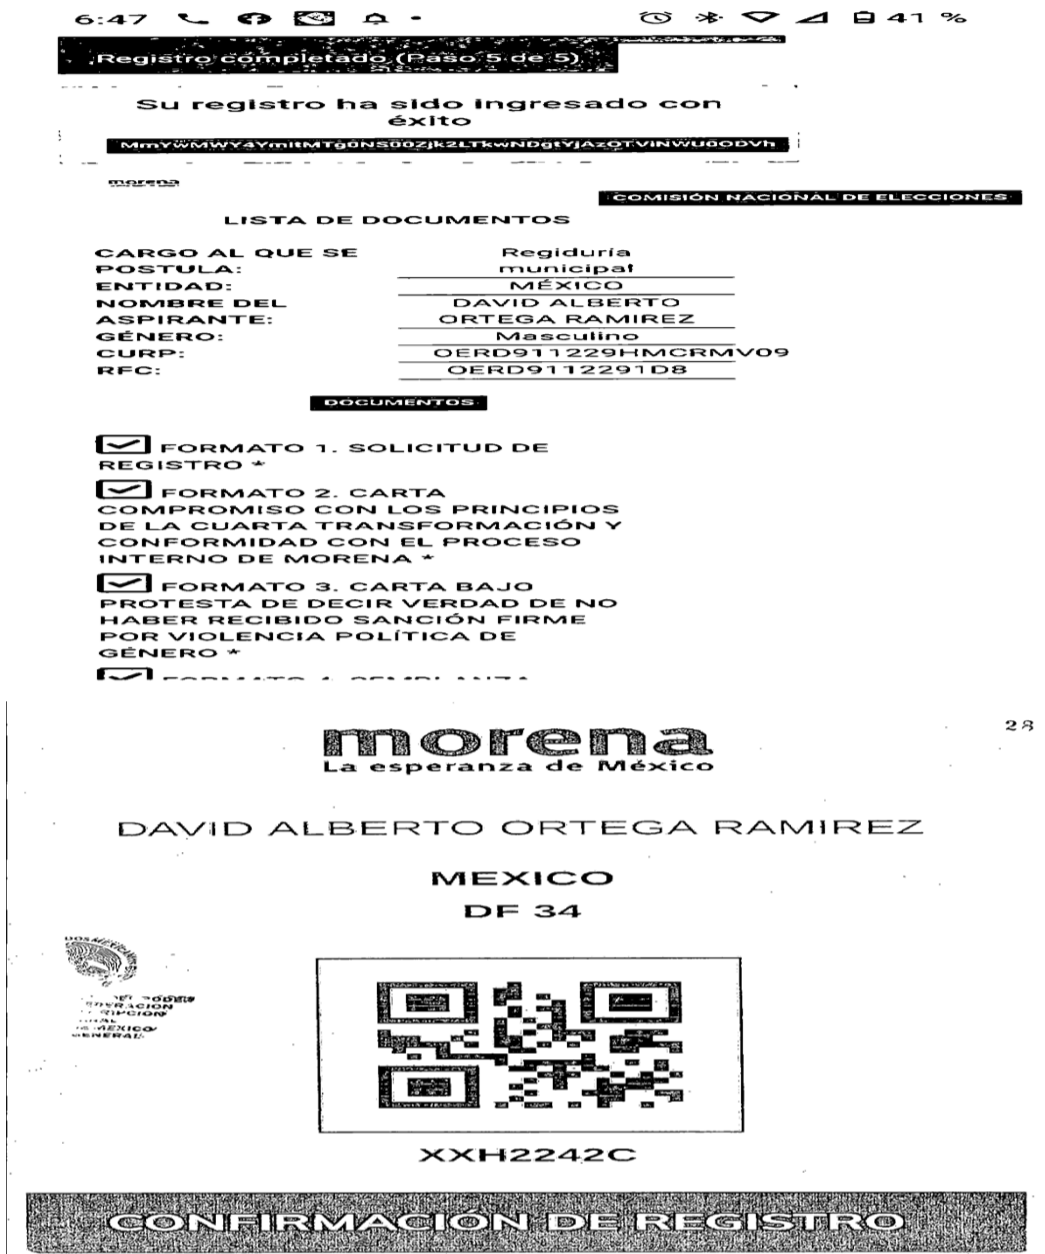 6:47
41 %
Registro completado (Paso 5 de 5)
Su registro ha sido ingresado con
éxito
morena
COMISIÓN NACIONAL DE ELECCIONES
LISTA DE DOCUMENTOS
CARGO AL QUE SE Regiduría
POSTULA: municipal
ENTIDAD: MÉXICO
NOMBRE DEL DAVID ALBERTO
ASPIRANTE: ORTEGA RAMIREZ
GÉNERO: Masculino
CURP: OERD911229HMCRMV09
RFC: OERD9112291D8
DOCUMENTOS
FORMATO 1. SOLICITUD DE
REGISTRO *
FORMATO 2. CARTA
COMPROMISO CON LOS PRINCIPIOS
DE LA CUARTA TRANSFORMACIÓN Y
CONFORMIDAD CON EL PROCESO
INTERNO DE MORENA *
FORMATO 3. CARTA BAJO
PROTESTA DE DECIR VERDAD DE NO
HABER RECIBIDO SANCIÓN FIRME
POR VIOLENCIA POLÍTICA DE
GÉNERO *
28
morena
La esperanza de México
DAVID ALBERTO ORTEGA RAMIREZ
MEXICO
DF 34
XXH2242C
CONFIRMACIÓN DE REGISTRO